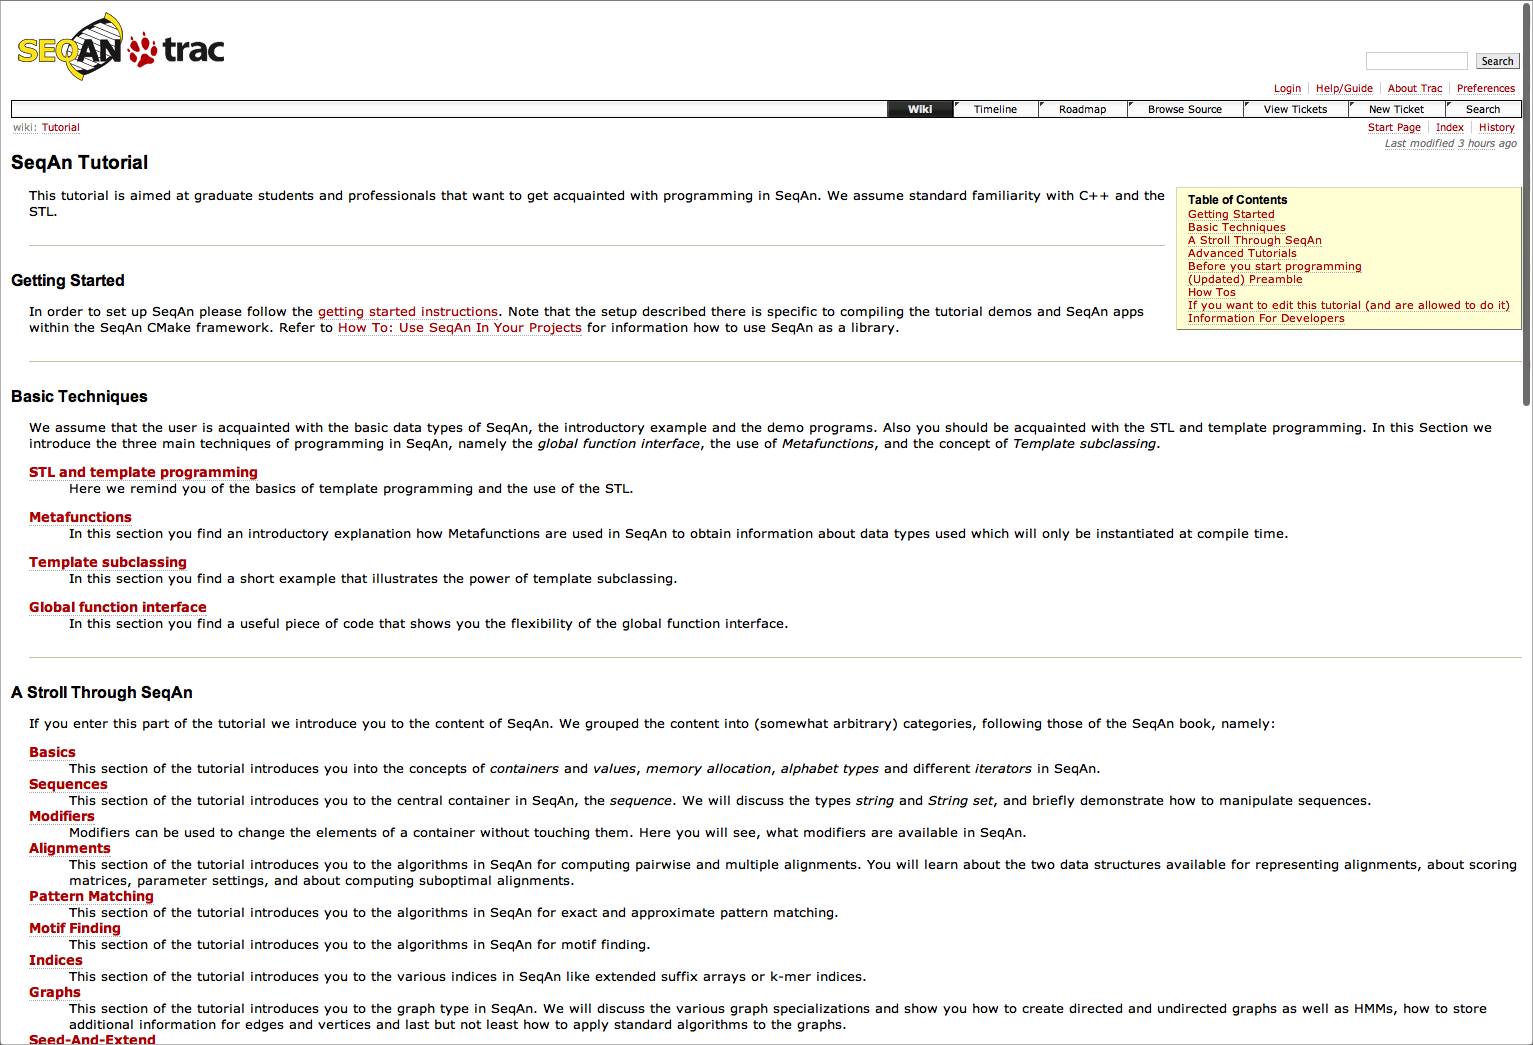 SEQAN trac
Search
Login Help/Guide About Trac Preferences
Wiki Timeline Roadmap Browse Source View Tickets New Ticket Search
wiki: Tutorial
Start Page Index History
Last modified 3 hours ago
SeqAn Tutorial
This tutorial is aimed at graduate students and professionals that want to get acquainted with programming in SeqAn. We assume standard familiarity with C++ and the
STL.
Table of Contents
Getting Started
Basic Techniques
A Stroll Through SeqAn
Advanced Tutorials
Before you start programming
(Updated) Preamble
How Tos
If you want to edit this tutorial (and are allowed to do it)
Information For Developers
Getting Started
In order to set up SeqAn please follow the getting started instructions. Note that the setup described there is specific to compiling the tutorial demos and SeqAn apps
within the SeqAn CMake framework. Refer to How To: Use SeqAn In Your Projects for information how to use SeqAn as a library.
Basic Techniques
We assume that the user is acquainted with the basic data types of SeqAn, the introductory example and the demo programs. Also you should be acquainted with the STL and template programming. In this Section we
introduce the three main techniques of programming in SeqAn, namely the global function interface, the use of Metafunctions, and the concept of Template subclassing.
STL and template programming
Here we remind you of the basics of template programming and the use of the STL.
Metafunctions
In this section you find an introductory explanation how Metafunctions are used in SeqAn to obtain information about data types used which will only be instantiated at compile time.
Template subclassing
In this section you find a short example that illustrates the power of template subclassing.
Global function interface
In this section you find a useful piece of code that shows you the flexibility of the global function interface.
A Stroll Through SeqAn
If you enter this part of the tutorial we introduce you to the content of SeqAn. We grouped the content into (somewhat arbitrary) categories, following those of the SeqAn book, namely:
Basics
This section of the tutorial introduces you into the concepts of containers and values, memory allocation, alphabet types and different iterators in SeqAn.
Sequences
This section of the tutorial introduces you to the central container in SeqAn, the sequence. We will discuss the types string and String set, and briefly demonstrate how to manipulate sequences.
Modifiers
Modifiers can be used to change the elements of a container without touching them. Here you will see, what modifiers are available in SeqAn.
Alignments
This section of the tutorial introduces you to the algorithms in SeqAn for computing pairwise and multiple alignments. You will learn about the two data structures available for representing alignments, about scoring
matrices, parameter settings, and about computing suboptimal alignments.
Pattern Matching
This section of the tutorial introduces you to the algorithms in SeqAn for exact and approximate pattern matching.
Motif Finding
This section of the tutorial introduces you to the algorithms in SeqAn for motif finding.
Indices
This section of the tutorial introduces you to the various indices in SeqAn like extended suffix arrays or k-mer indices.
Graphs
This section of the tutorial introduces you to the graph type in SeqAn. We will discuss the various graph specializations and show you how to create directed and undirected graphs as well as HMMs, how to store
additional information for edges and vertices and last but not least how to apply standard algorithms to the graphs.
Seed-And-Extend